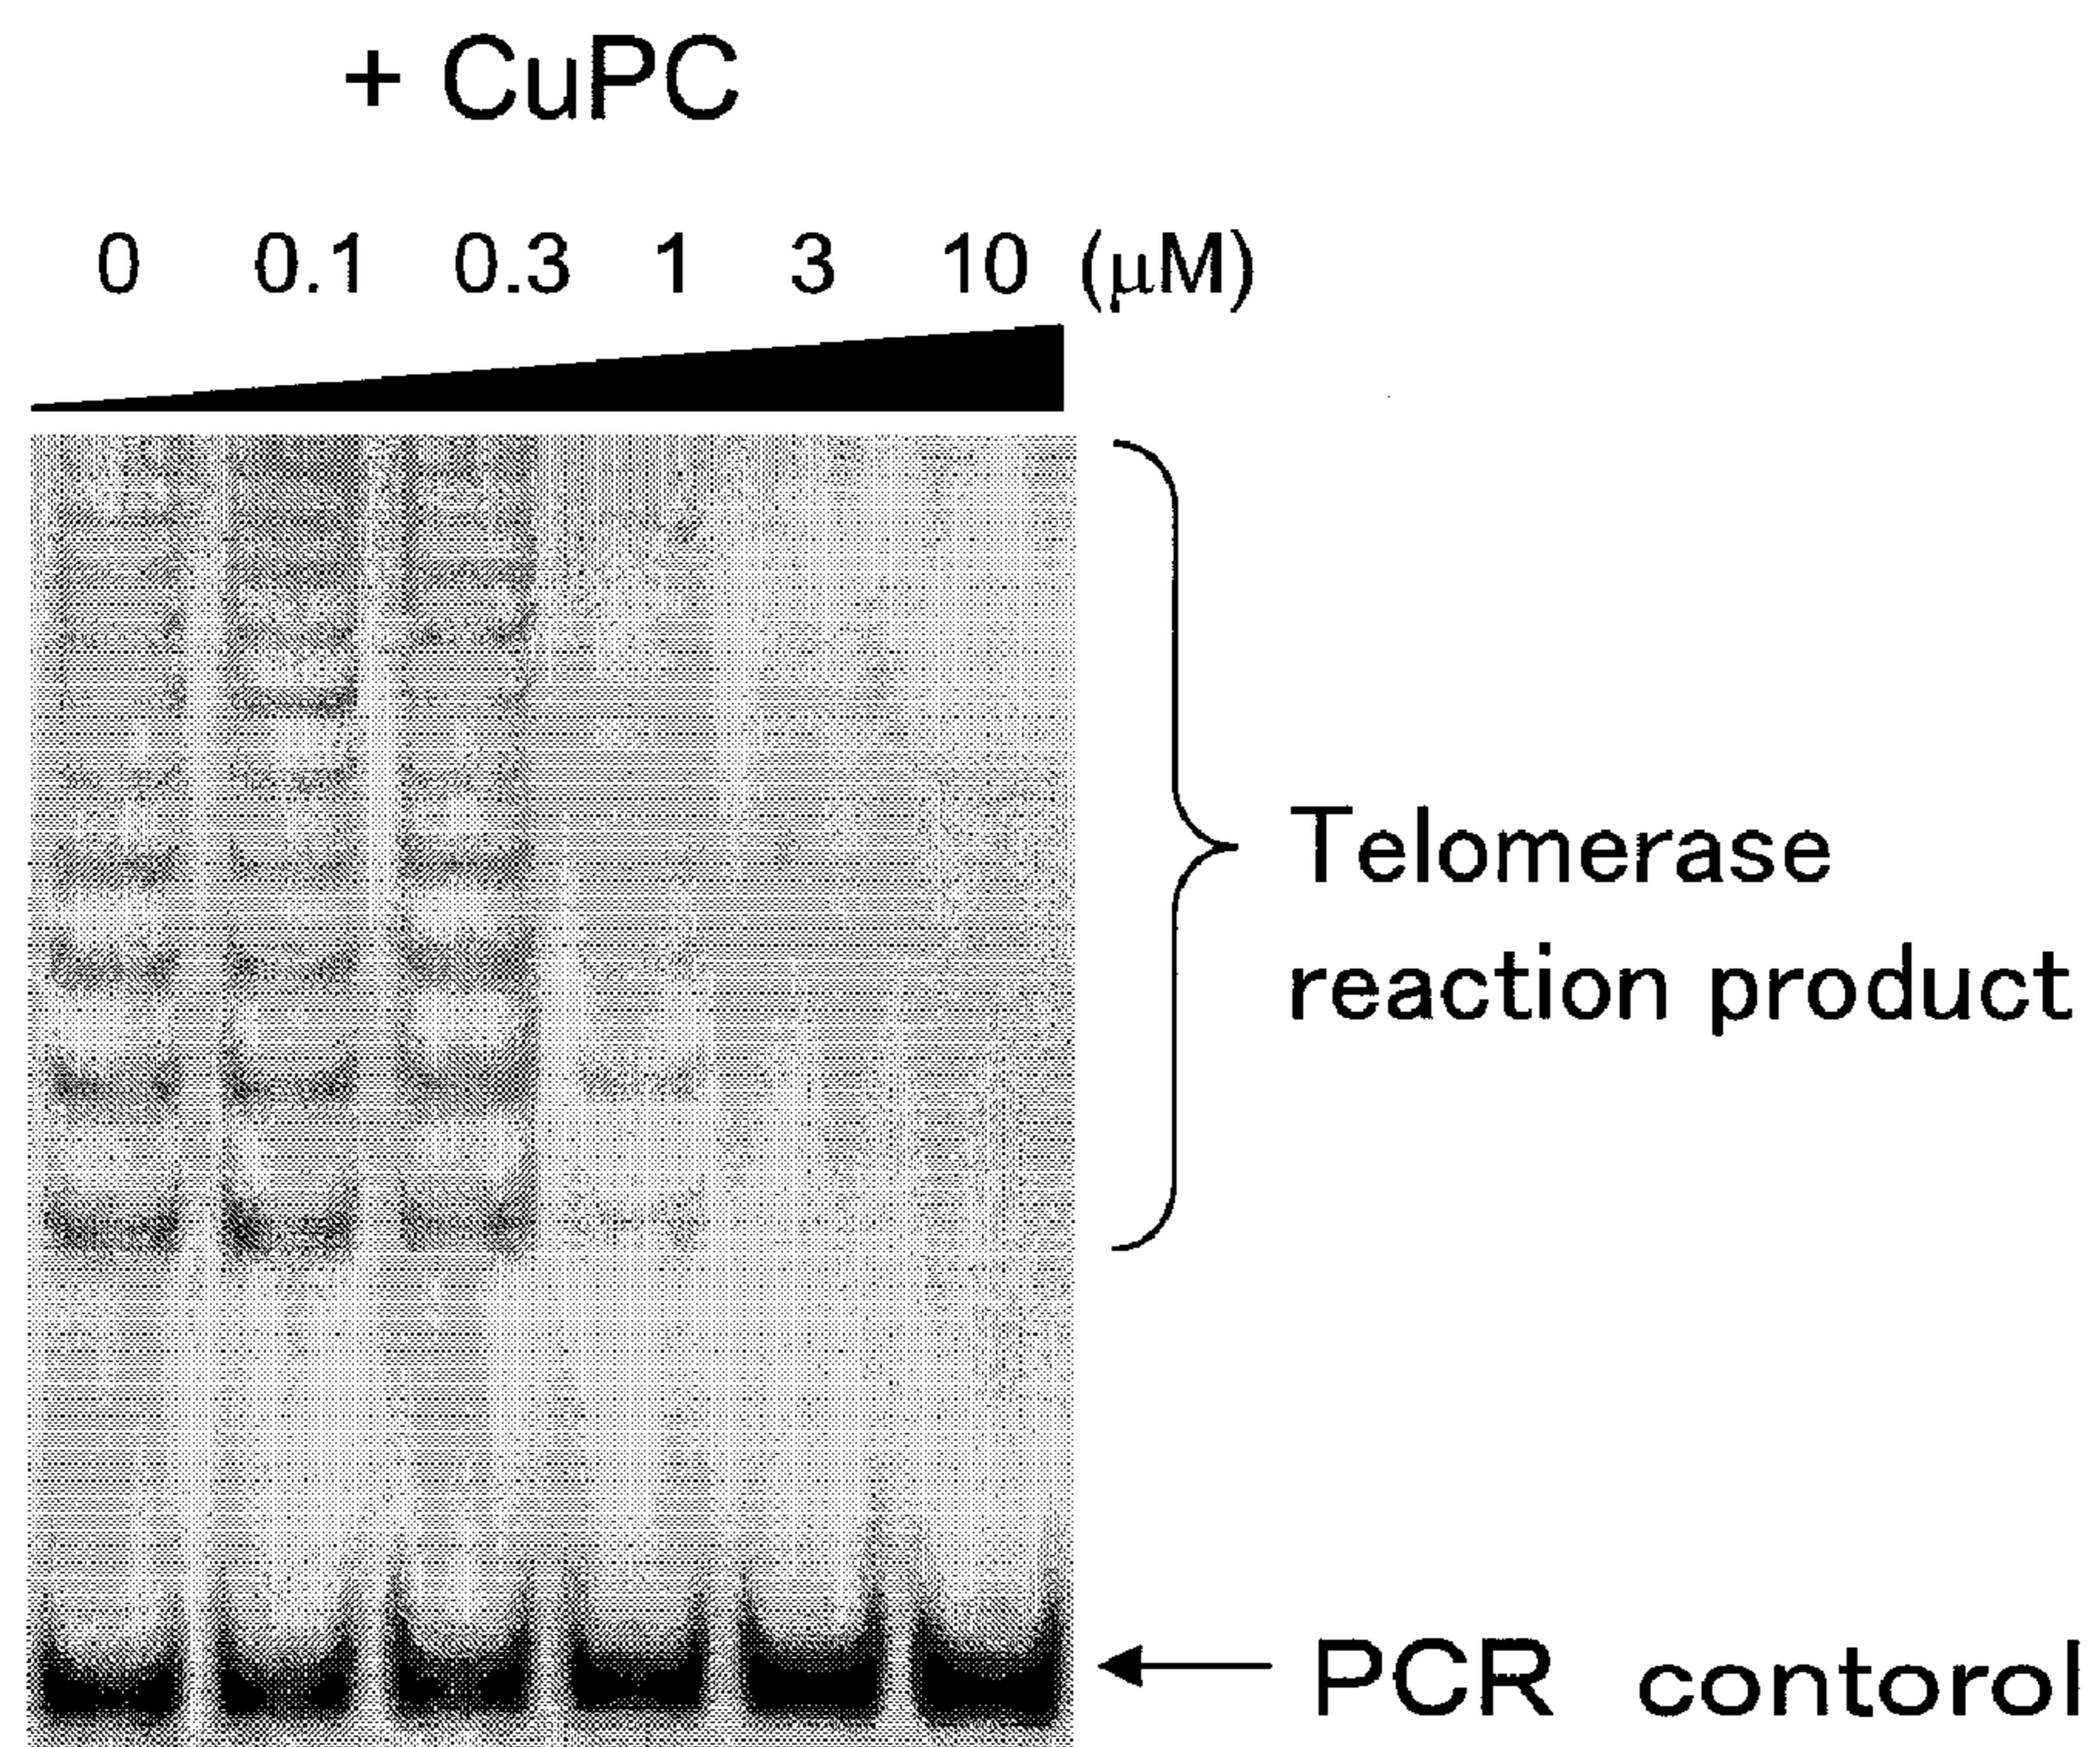 + CuPC
0 0.1 0.3 1 3 10 (μM)
Telomerase
reaction product
PCR contorol